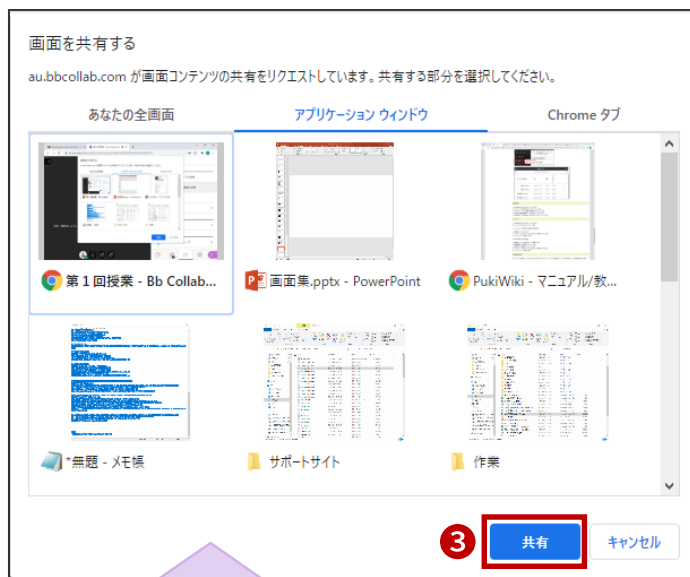 画面を共有する
au.bbcollab.com が画面コンテンツの共有をリクエストしています。共有する部分を選択してください。
あなたの全画面 アプリケーション ウィンドウ Chrome タブ
第１回授業 - Bb Collab... 画面集.pptx - PowerPoint PukiWiki - マニュアル/教...
*無題 - メモ帳 サポートサイト 作業
3 共有 キャンセル